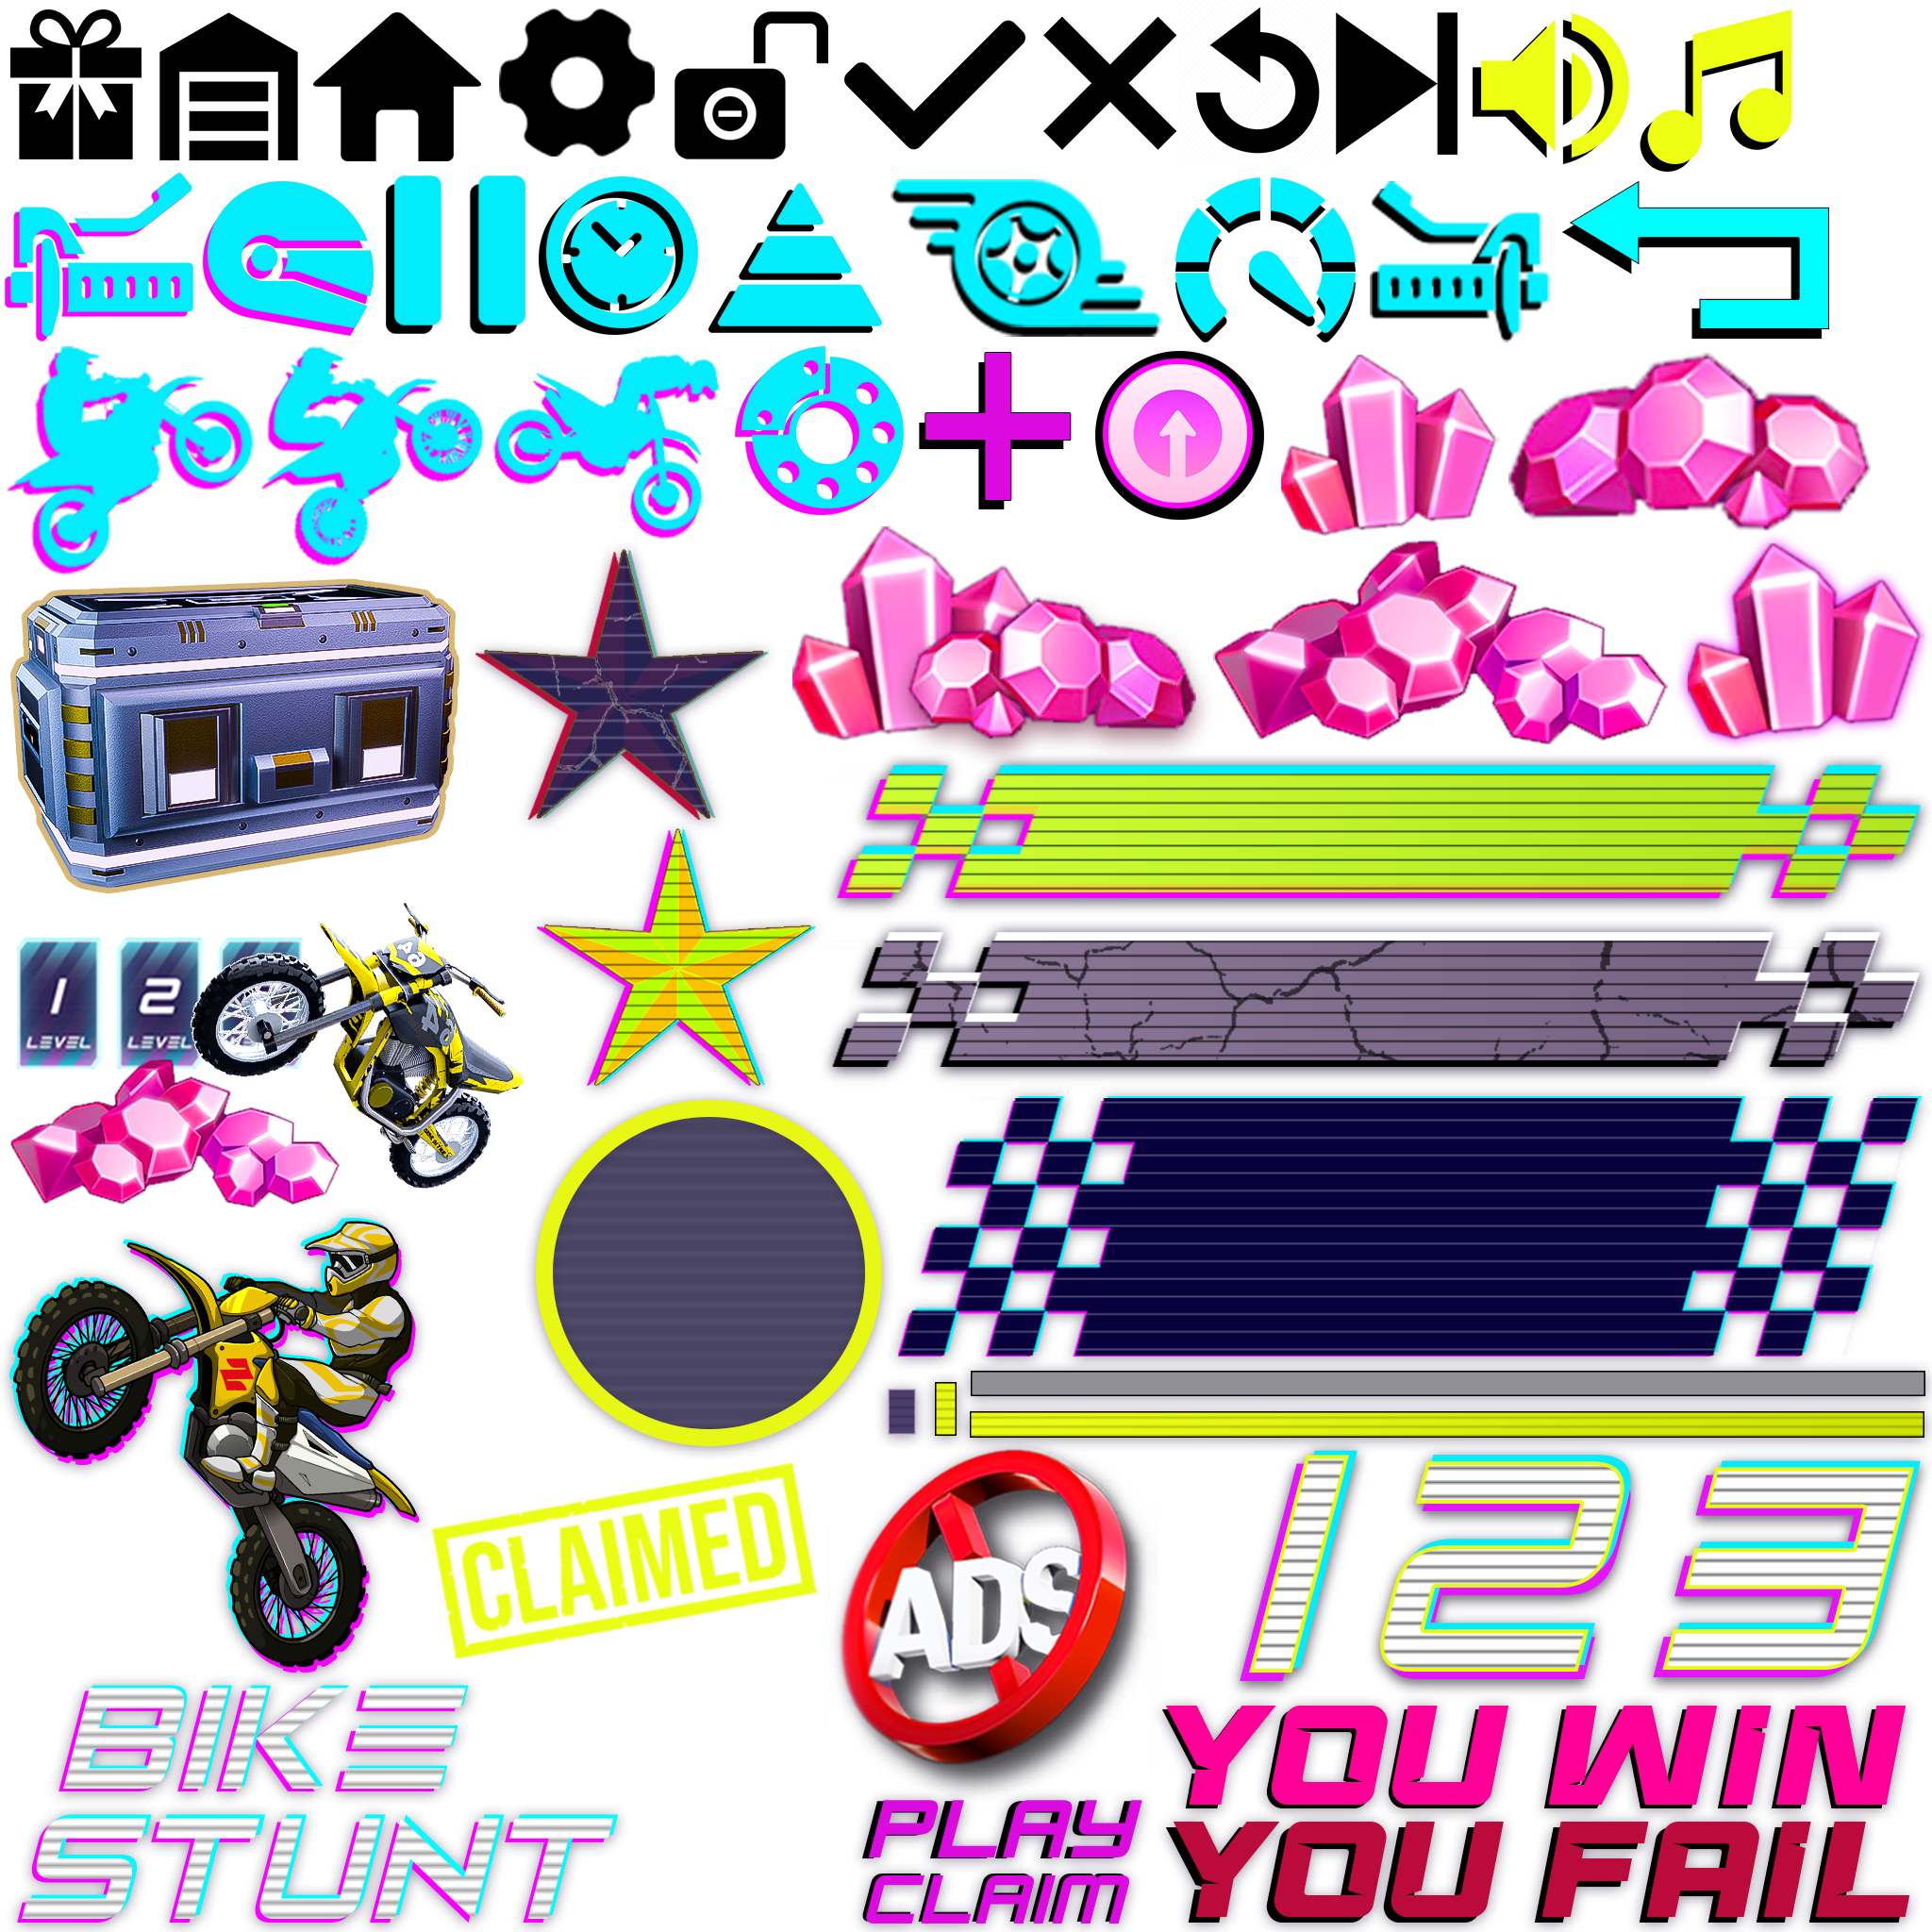 1
LEVEL
2
LEVEL
CLAIMED
ADS
1 2 3
BIKE
STUNT
PLAY
CLAIM
YOU WIN
YOU FAIL